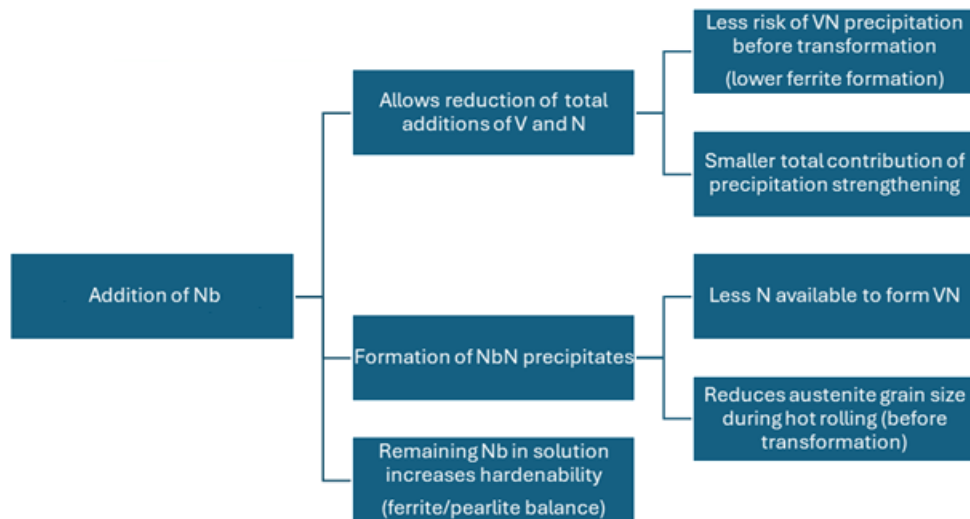 Addition of Nb
Allows reduction of total
additions of V and N
Less risk of VN precipitation
before transformation
(lower ferrite formation)
Smaller total contribution of
precipitation strengthening
Formation of NbN precipitates
Less N available to form VN
Reduces austenite grain size
during hot rolling (before
transformation)
Remaining Nb in solution
increases hardenability
(ferrite/pearlite balance)